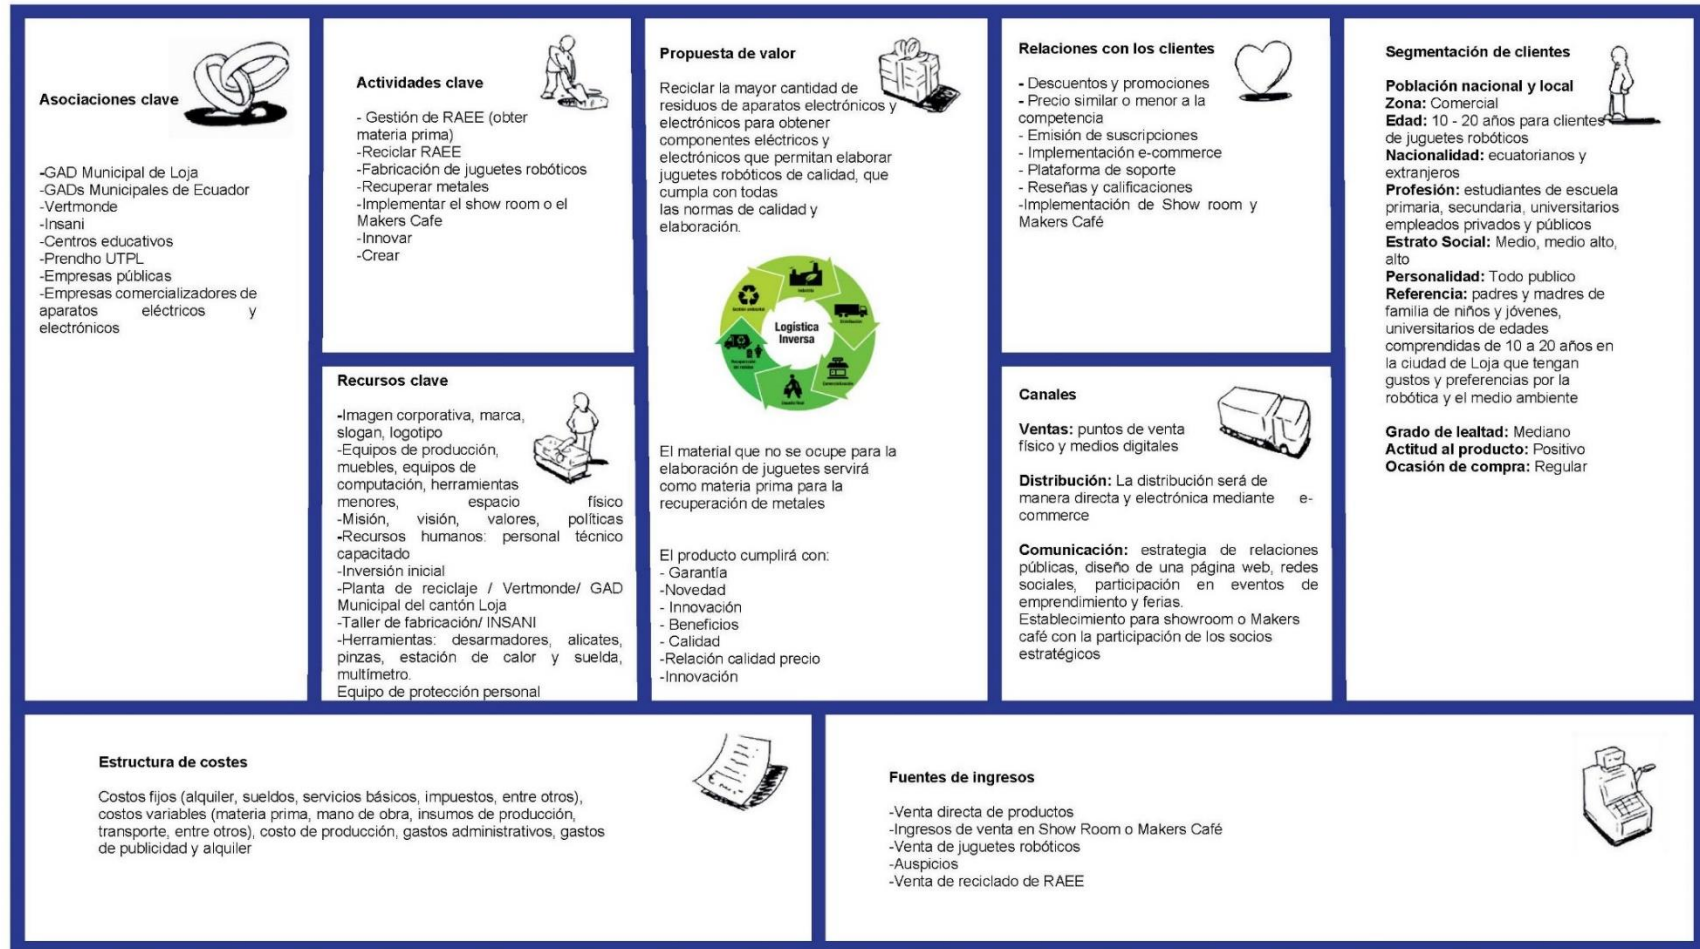 Asociaciones clave
-GAD Municipal de Loja
-GADs Municipales de Ecuador
-Vertmonde
-Insani
-Centros educativos
-Prendho UTPL
-Empresas públicas
-Empresas comercializadores de
aparatos eléctricos y
electrónicos
Actividades clave
- Gestión de RAEE (obter
materia prima)
-Reciclar RAEE
-Fabricación de juguetes robóticos
-Recuperar metales
-Implementar el show room o el
Makers Cafe
-Innovar
-Crear
Recursos clave
-Imagen corporativa, marca,
slogan, logotipo
-Equipos de producción,
muebles, equipos de
computación, herramientas
menores, espacio físico
-Misión, visión, valores, políticas
-Recursos humanos: personal técnico
capacitado
-Inversión inicial
-Planta de reciclaje / Vertmonde/ GAD
Municipal del cantón Loja
-Taller de fabricación/ INSANI
-Herramientas: desarmadores, alicates,
pinzas, estación de calor y suelda,
multímetro.
Equipo de protección personal
Propuesta de valor
Reciclar la mayor cantidad de
residuos de aparatos electrónicos y
electrónicos para obtener
componentes eléctricos y
electrónicos que permitan elaborar
juguetes robóticos de calidad, que
cumpla con todas
las normas de calidad y
elaboración.
Logística
Inversa
El material que no se ocupe para la
elaboración de juguetes servirá
como materia prima para la
recuperación de metales
El producto cumplirá con:
- Garantía
-Novedad
- Innovación
- Beneficios
- Calidad
-Relación calidad precio
-Innovación
Relaciones con los clientes
- Descuentos y promociones
- Precio similar o menor a la
competencia
- Emisión de suscripciones
- Implementación e-commerce
- Plataforma de soporte
- Reseñas y calificaciones
-Implementación de Show room y
Makers Café
Canales
Ventas: puntos de venta
físico y medios digitales
Distribución: La distribución será de
manera directa y electrónica mediante e-
commerce
Comunicación: estrategia de relaciones
públicas, diseño de una página web, redes
sociales, participación en eventos de
emprendimiento y ferias.
Establecimiento para showroom o Makers
café con la participación de los socios
estratégicos
Segmentación de clientes
Población nacional y local
Zona: Comercial
Edad: 10 - 20 años para clientes
de juguetes robóticos
Nacionalidad: ecuatorianos y
extranjeros
Profesión: estudiantes de escuela
primaria, secundaria, universitarios
empleados privados y públicos
Estrato Social: Medio, medio alto,
alto
Personalidad: Todo publico
Referencia: padres y madres de
familia de niños y jóvenes,
universitarios de edades
comprendidas de 10 a 20 años en
la ciudad de Loja que tengan
gustos y preferencias por la
robótica y el medio ambiente
Grado de lealtad: Mediano
Actitud al producto: Positivo
Ocasión de compra: Regular
Estructura de costes
Costos fijos (alquiler, sueldos, servicios básicos, impuestos, entre otros),
costos variables (materia prima, mano de obra, insumos de producción,
transporte, entre otros), costo de producción, gastos administrativos, gastos
de publicidad y alquiler
Fuentes de ingresos
-Venta directa de productos
-Ingresos de venta en Show Room o Makers Café
-Venta de juguetes robóticos
-Auspicios
-Venta de reciclado de RAEE